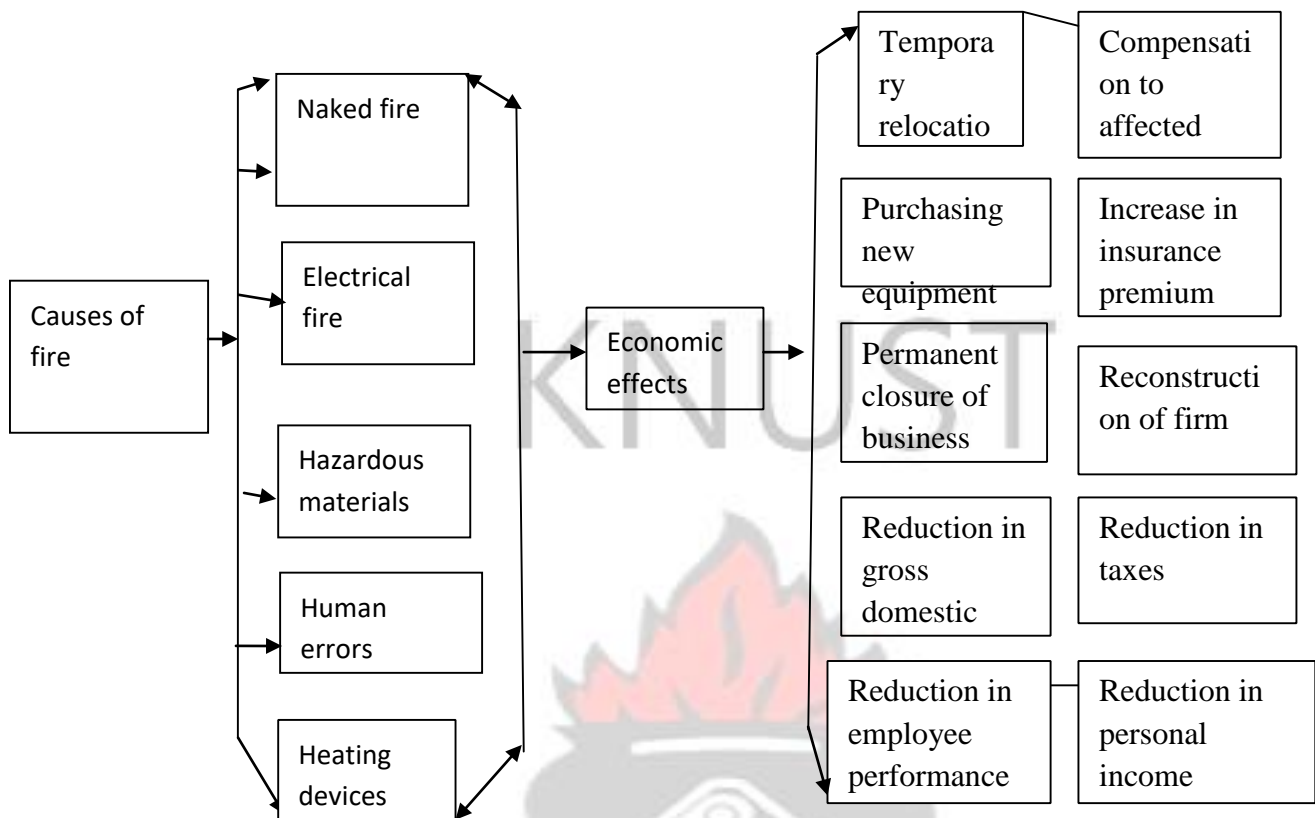 Causes of
fire
Naked fire
Electrical
fire
Hazardous
materials
Human
errors
Heating
devices
Economic
effects
Tempora
ry
relocatio
Compensati
on to
affected
Purchasing
new
equipment
Increase in
insurance
premium
Permanent
closure of
business
Reconstructi
on of firm
Reduction in
gross
domestic
Reduction in
taxes
Reduction in
employee
performance
Reduction in
personal
income
KNUST